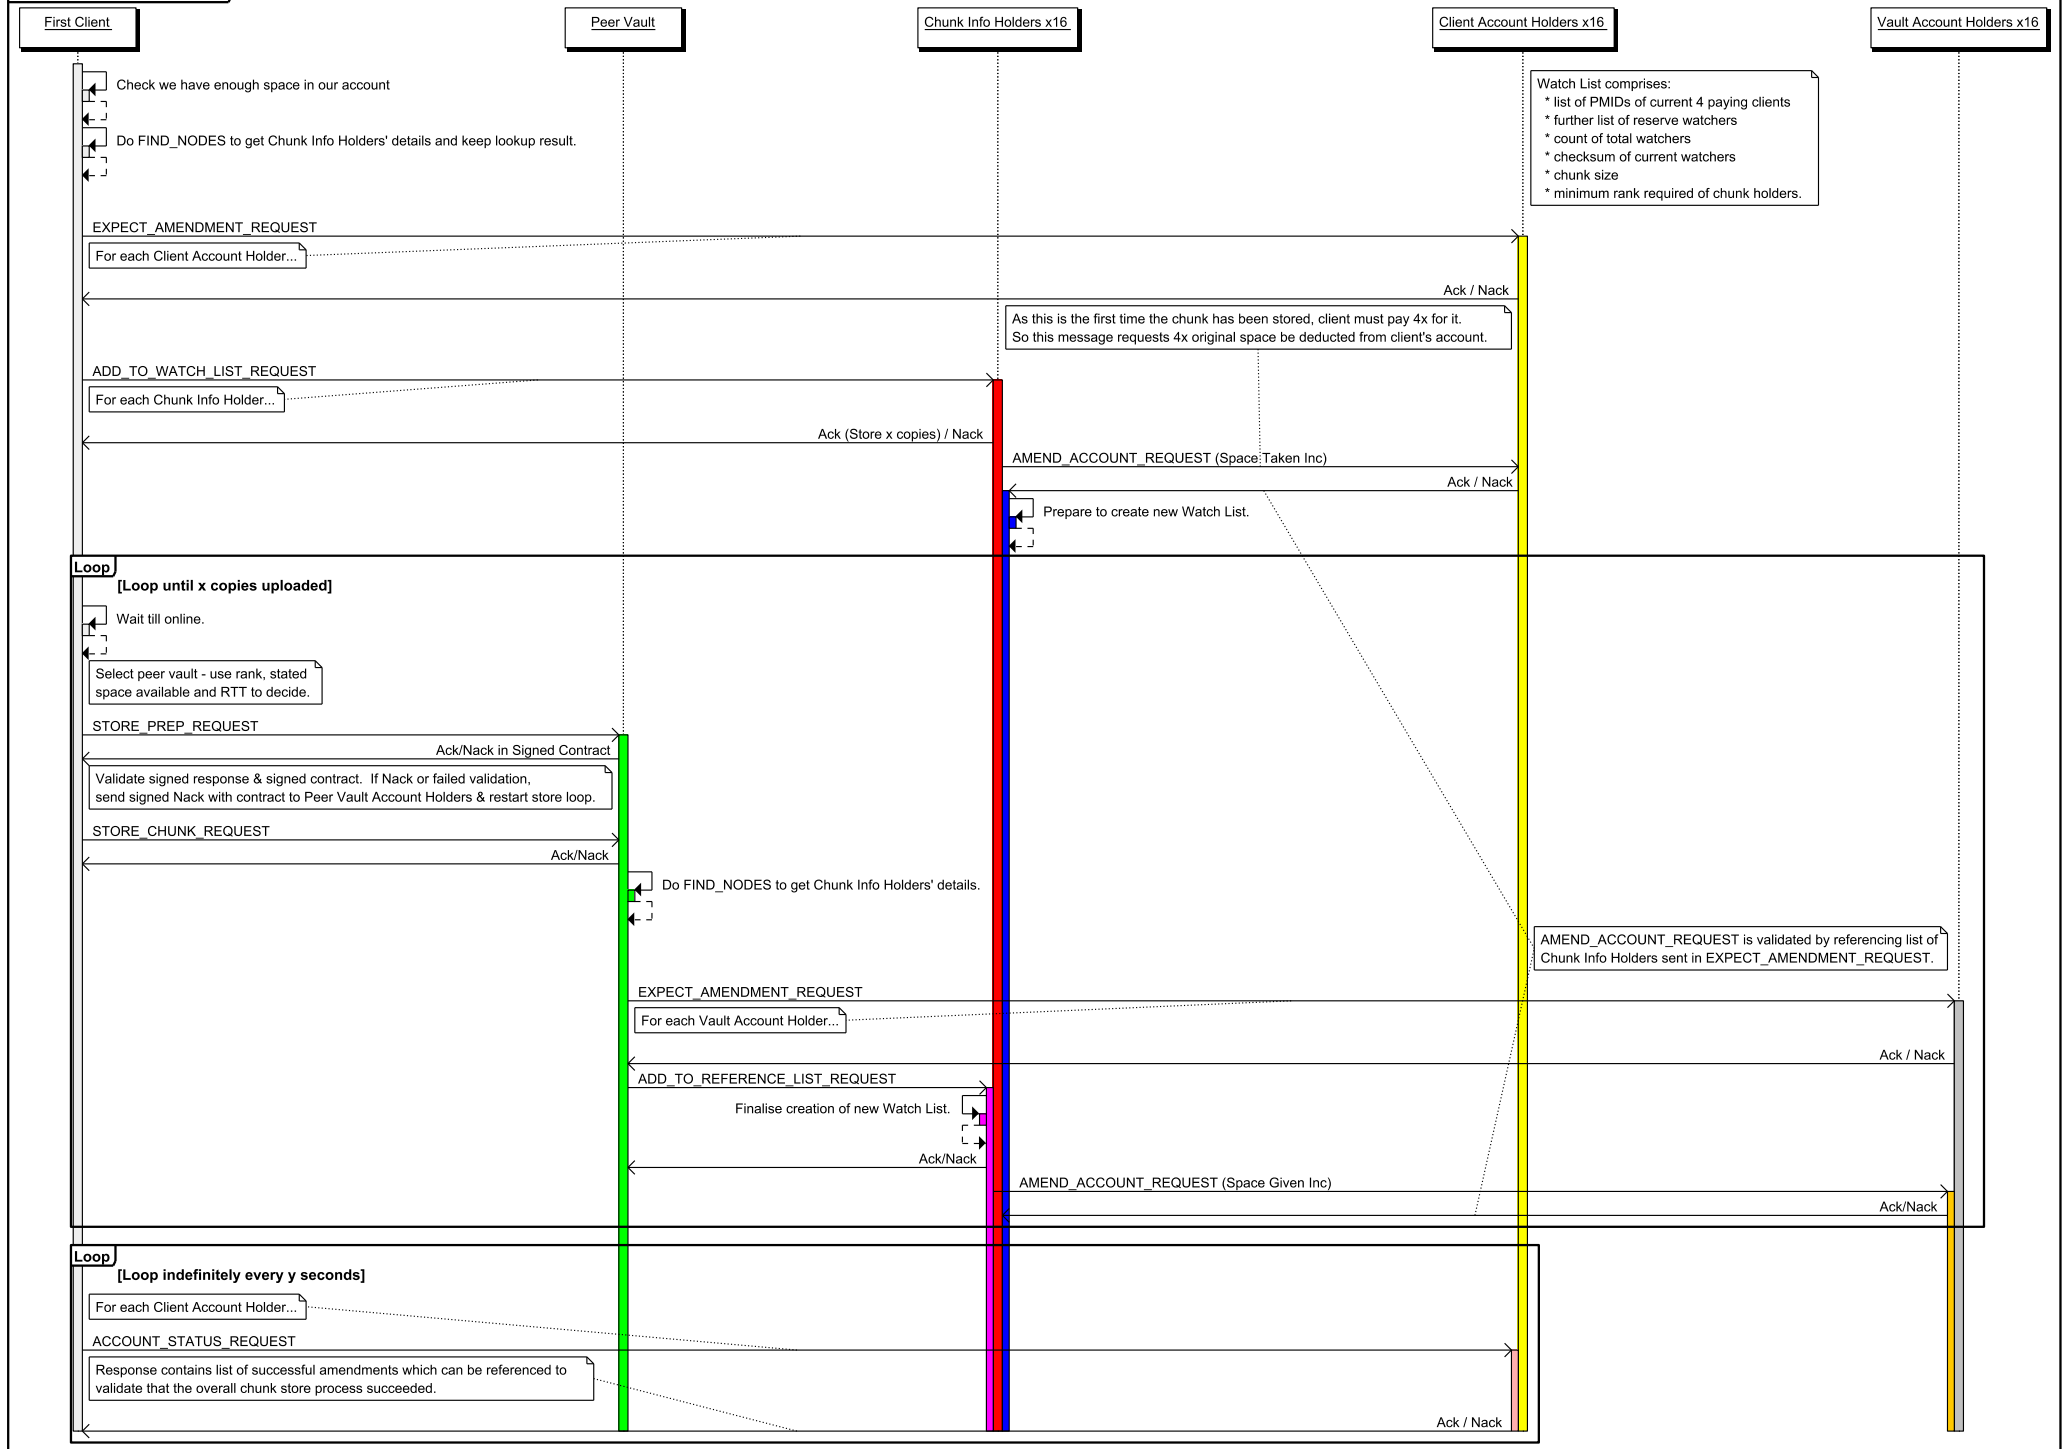 First Client
Peer Vault
Chunk Info Holders x16
Client Account Holders x16
Vault Account Holders x16
Check we have enough space in our account
Watch List comprises:
* list of PMIDs of current 4 paying clients
* further list of reserve watchers
* count of total watchers
* checksum of current watchers
* chunk size
* minimum rank required of chunk holders.
Do FIND_NODES to get Chunk Info Holders' details and keep lookup result.
EXPECT_AMENDMENT_REQUEST
For each Client Account Holder...
Ack / Nack
As this is the first time the chunk has been stored, client must pay 4x for it.
So this message requests 4x original space be deducted from client's account.
ADD_TO_WATCH_LIST_REQUEST
For each Chunk Info Holder...
Ack (Store x copies) / Nack
AMEND_ACCOUNT_REQUEST (Space Taken Inc)
Ack / Nack
Prepare to create new Watch List.
Loop
[Loop until x copies uploaded]
Wait till online.
Select peer vault - use rank, stated
space available and RTT to decide.
STORE_PREP_REQUEST
Ack/Nack in Signed Contract
Validate signed response & signed contract.  If Nack or failed validation,
send signed Nack with contract to Peer Vault Account Holders & restart store loop.
STORE_CHUNK_REQUEST
Ack/Nack
Do FIND_NODES to get Chunk Info Holders' details.
AMEND_ACCOUNT_REQUEST is validated by referencing list of
Chunk Info Holders sent in EXPECT_AMENDMENT_REQUEST.
EXPECT_AMENDMENT_REQUEST
For each Vault Account Holder...
Ack / Nack
ADD_TO_REFERENCE_LIST_REQUEST
Finalise creation of new Watch List.
Ack/Nack
AMEND_ACCOUNT_REQUEST (Space Given Inc)
Ack/Nack
Loop
[Loop indefinitely every y seconds]
For each Client Account Holder...
ACCOUNT_STATUS_REQUEST
Response contains list of successful amendments which can be referenced to
validate that the overall chunk store process succeeded.
Ack / Nack